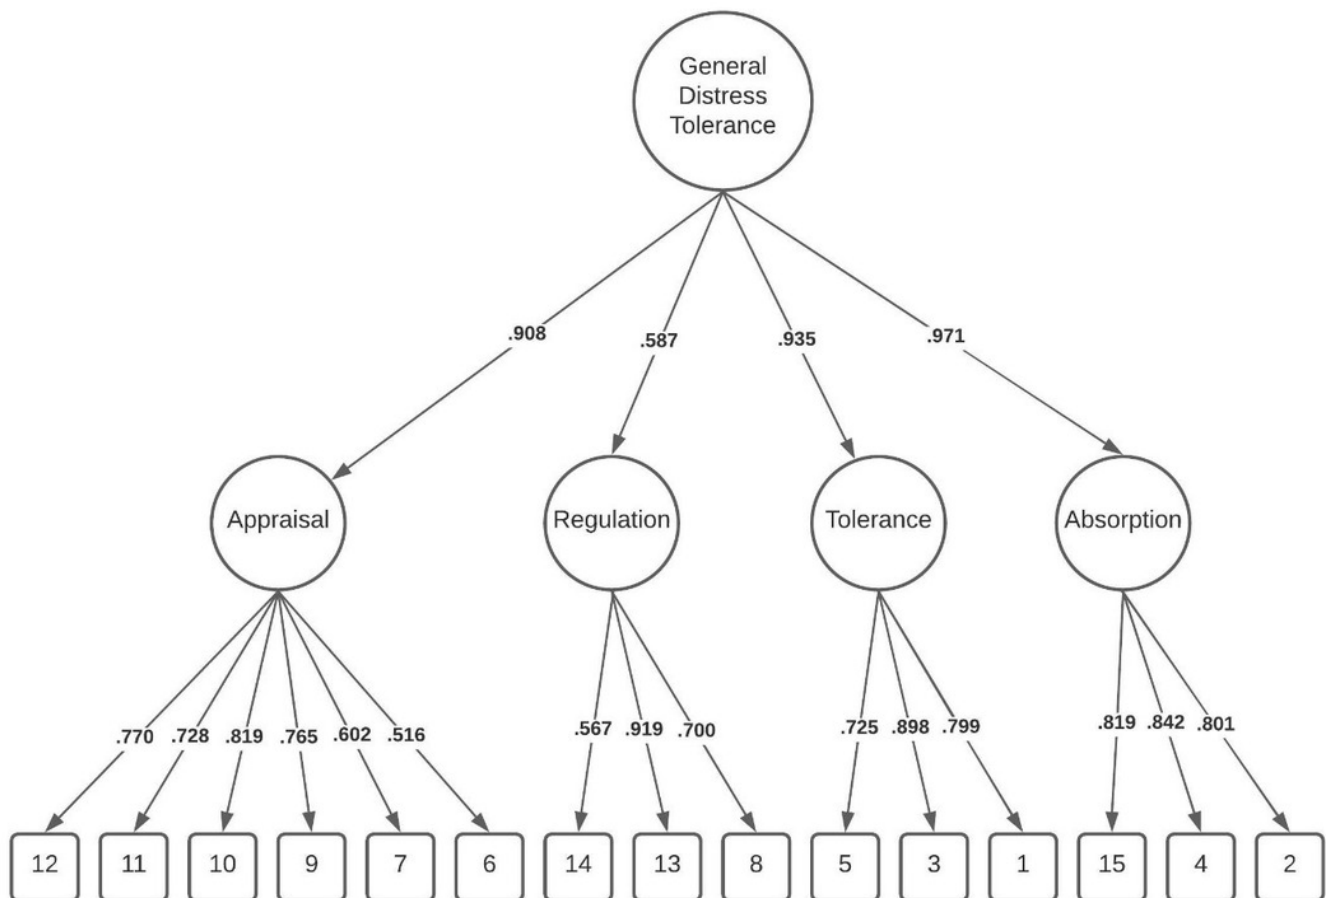 General
Distress
Tolerance
.908
.587
.935
.971
Appraisal
Regulation
Tolerance
Absorption
.770 .728 .819 .765 .602 .516
.567 .919 .700
.725 .898 .799
.819 .842 .801
12 11 10 9 7 6 14 13 8 5 3 1 15 4 2